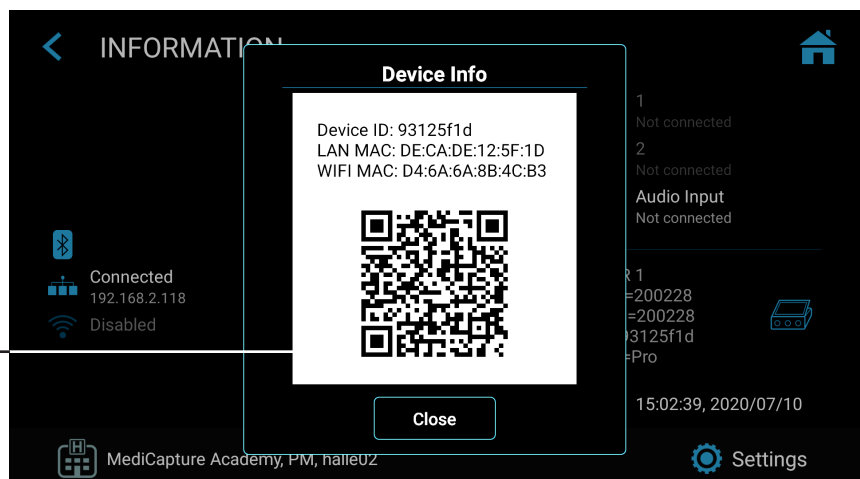 INFORMATION
Device Info
Device ID: 93125f1d
LAN MAC: DE:CA:DE:12:5F:1D
WIFI MAC: D4:6A:6A:8B:4C:B3
1
Not connected
2
Not connected
Audio Input
Not connected
Connected
192.168.2.118
Disabled
R 1
=200228
=200228
93125f1d
=Pro
15:02:39, 2020/07/10
Close
MediCapture Academy, PM, halle02
Settings